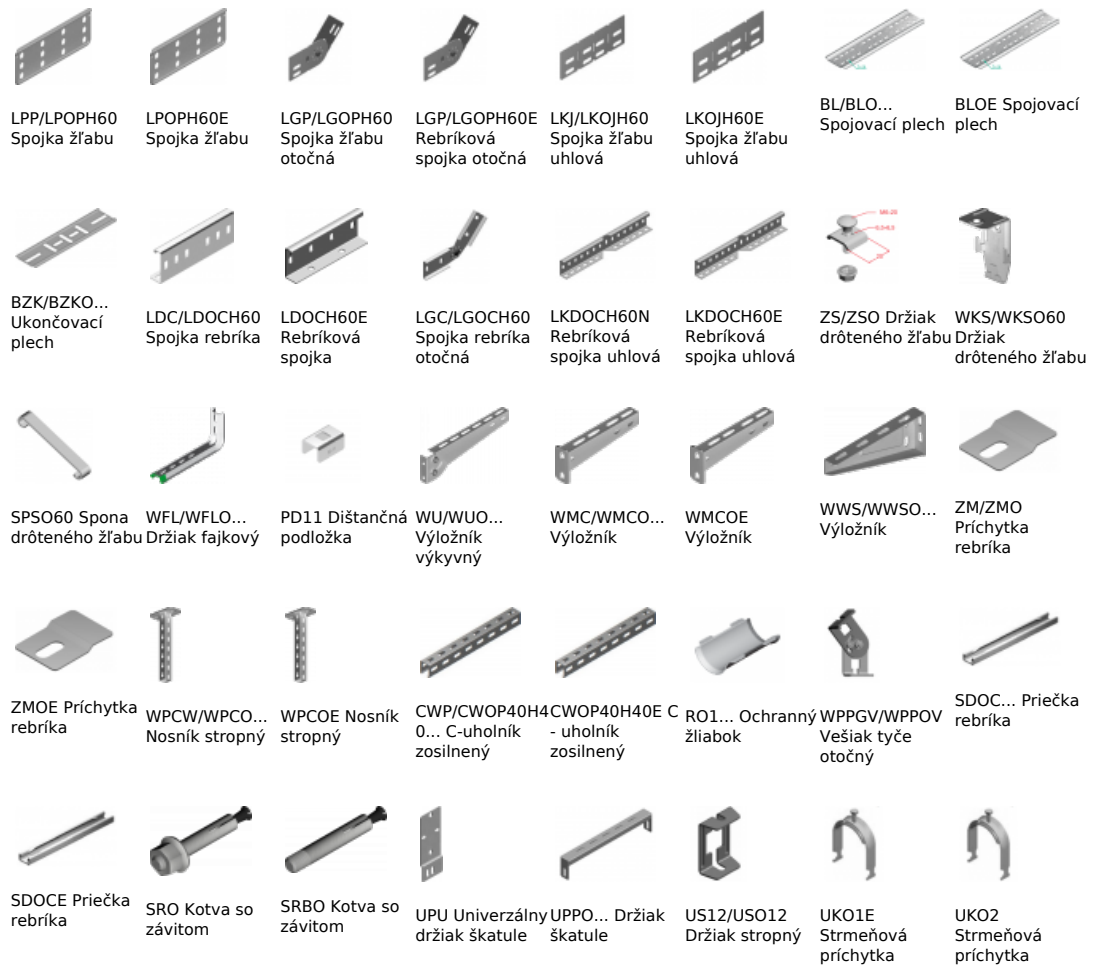 LPP/LPOPH60
Spojka žľabu
LPOPH60E
Spojka žľabu
LGP/LGOPH60
Spojka žľabu
otočná
LGP/LGOPH60E
Rebríková
spojka otočná
LKJ/LKOJH60
Spojka žľabu
uhlová
LKOJH60E
Spojka žľabu
uhlová
BL/BLO...
Spojovací plech
BLOE Spojovací
plech
BZK/BZKO...
Ukončovací
plech
LDC/LDOCH60
Spojka rebríka
LDOCH60E
Rebríková
spojka
LGC/LGOCH60
Spojka rebríka
otočná
LKDOCH60N
Rebríková
spojka uhlová
LKDOCH60E
Rebríková
spojka uhlová
ZS/ZSO Držiak
drôteného žľabu
WKS/WKSO60
Držiak
drôteného žľabu
SPSO60 Spona
drôteného žľabu
WFL/WFLO...
Držiak fajkový
PD11 Dištančná
podložka
WU/WUO...
Výložník
výkyvný
WMC/WMCO...
Výložník
WMCOE
Výložník
WWS/WWSO...
Výložník
ZM/ZMO
Príchytka
rebríka
ZMOE Príchytka
rebríka
WPCW/WPCO...
Nosník stropný
WPCOE Nosník
stropný
CWP/CWOP40H4
0... C-uholník
zosilnený
CWOP40H40E C
- uholník
zosilnený
RO1... Ochranný
žliabok
WPPGV/WPPOV
Vešiak tyče
otočný
SDOC... Priečka
rebríka
SDOCE Priečka
rebríka
SRO Kotva so
závitom
SRBO Kotva so
závitom
UPU Univerzálny
držiak škatule
UPPO... Držiak
škatule
US12/USO12
Držiak stropný
UKO1E
Strmeňová
príchytka
UKO2
Strmeňová
príchytka